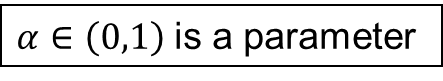 𝛼 ∈ (0,1) is a parameter